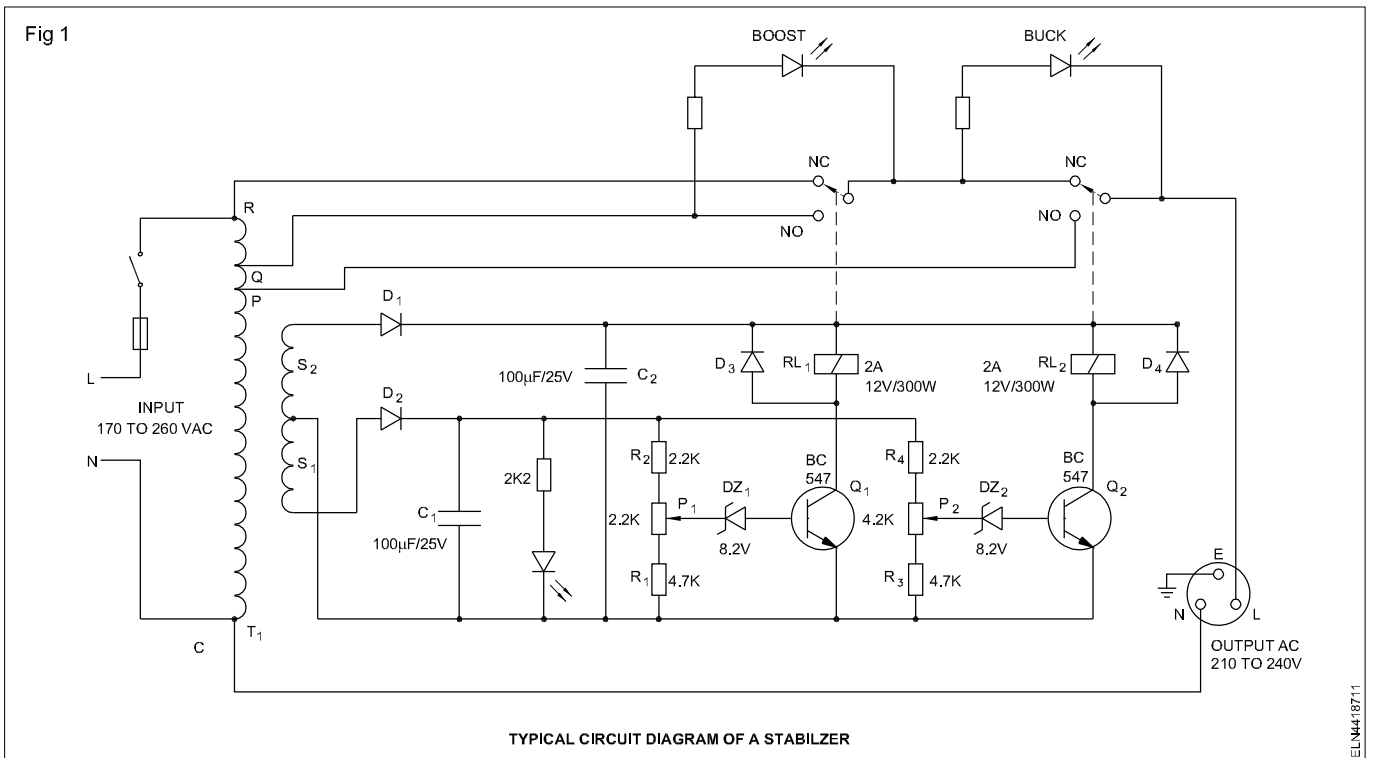 Fig 1
BOOST
BUCK
NC
NC
NO
NO
R
Q
P
D1
S2
D3
RL1
2A
12V/300W
2A
12V/300W
RL2
D4
100µF/25V
C2
L
INPUT
170 TO 260 VAC
N
D2
S1
2K2
C1
100µF/25V
R2
2.2K
2.2K
P1
DZ1
8.2V
BC
547
Q1
R1
4.7K
R4
2.2K
4.2K
P2
DZ2
8.2V
BC
547
Q2
R3
4.7K
E
N
L
OUTPUT AC
210 TO 240V
C
T1
TYPICAL CIRCUIT DIAGRAM OF A STABILZER
ELN4418711